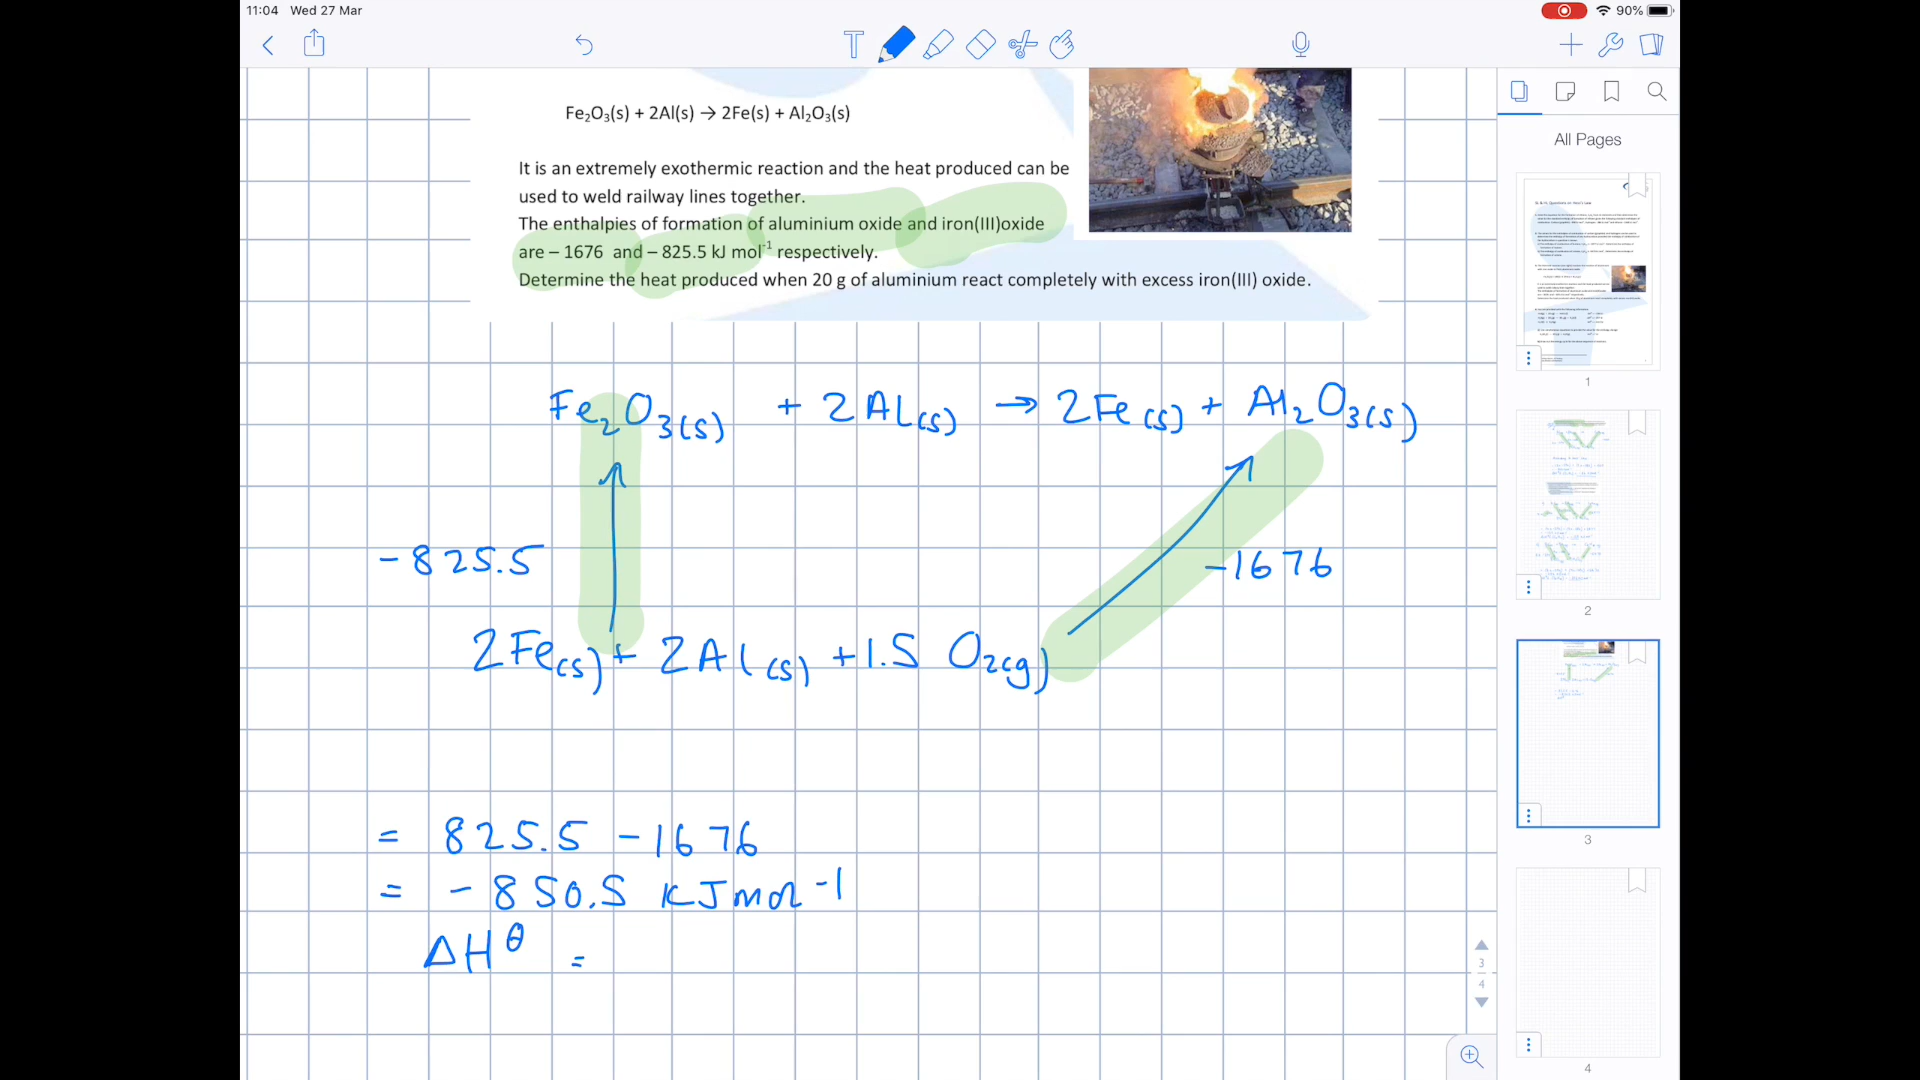 11:04 Wed 27 Mar
90%
T
Fe₂O₃(s) + 2Al(s) → 2Fe(s) + Al₂O₃(s)
It is an extremely exothermic reaction and the heat produced can be
used to weld railway lines together.
The enthalpies of formation of aluminium oxide and iron(III)oxide
are – 1676 and – 825.5 kJ mol⁻¹ respectively.
Determine the heat produced when 20 g of aluminium react completely with excess iron(III) oxide.
Fe₂O₃(s) + 2Al(s) → 2Fe(s) + Al₂O₃(s)
-825.5
-1676
2Fe(s) + 2Al(s) + 1.5 O₂(g)
= 825.5 - 1676
= - 850.5 KJmol-1
ΔH^θ =
All Pages
1
2
3
4
3
4